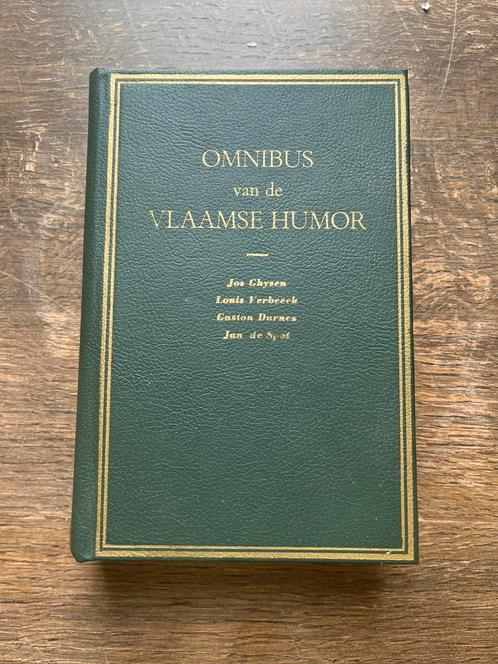 OMNIBUS
van de
VLAAMSE HUMOR
Jos Ghysen
Louis Verbeeck
Gaston Durnez
Jan de Spot